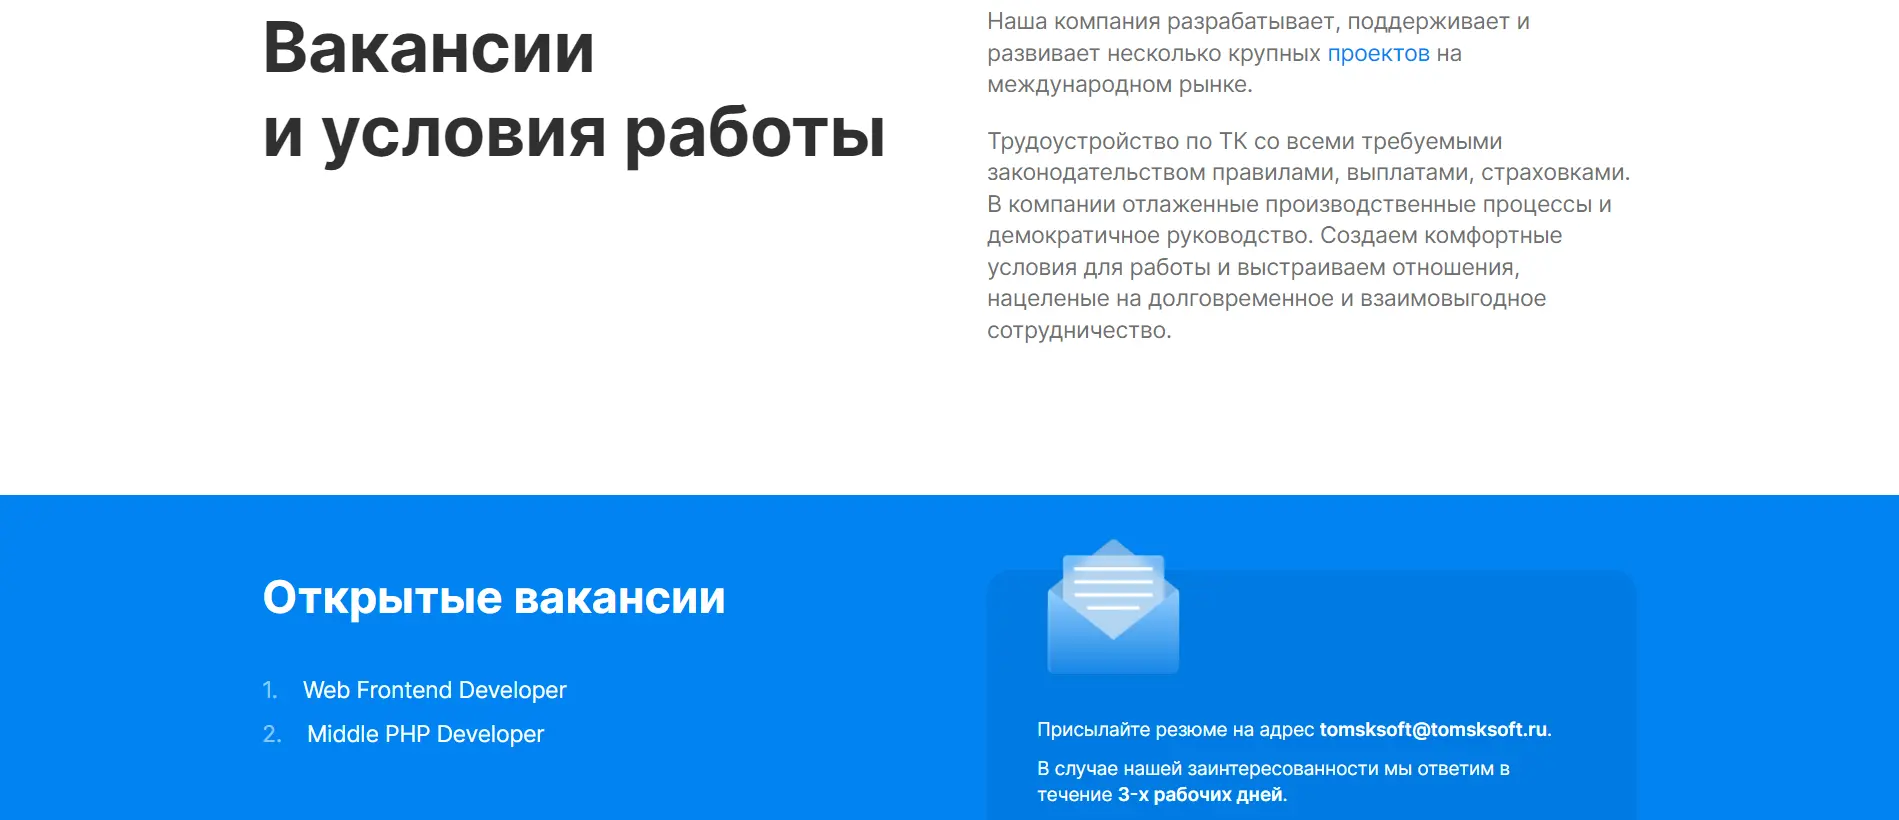 Вакансии
и условия работы
Наша компания разрабатывает, поддерживает и
развивает несколько крупных проектов на
международном рынке.
Трудоустройство по ТК со всеми требуемыми
законодательством правилами, выплатами, страховками.
В компании отлаженные производственные процессы и
демократичное руководство. Создаем комфортные
условия для работы и выстраиваем отношения,
нацеленые на долговременное и взаимовыгодное
сотрудничество.
Открытые вакансии
1. Web Frontend Developer
2. Middle PHP Developer
Присылайте резюме на адрес tomsksoft@tomsksoft.ru.
В случае нашей заинтересованности мы ответим в
течение 3-х рабочих дней.